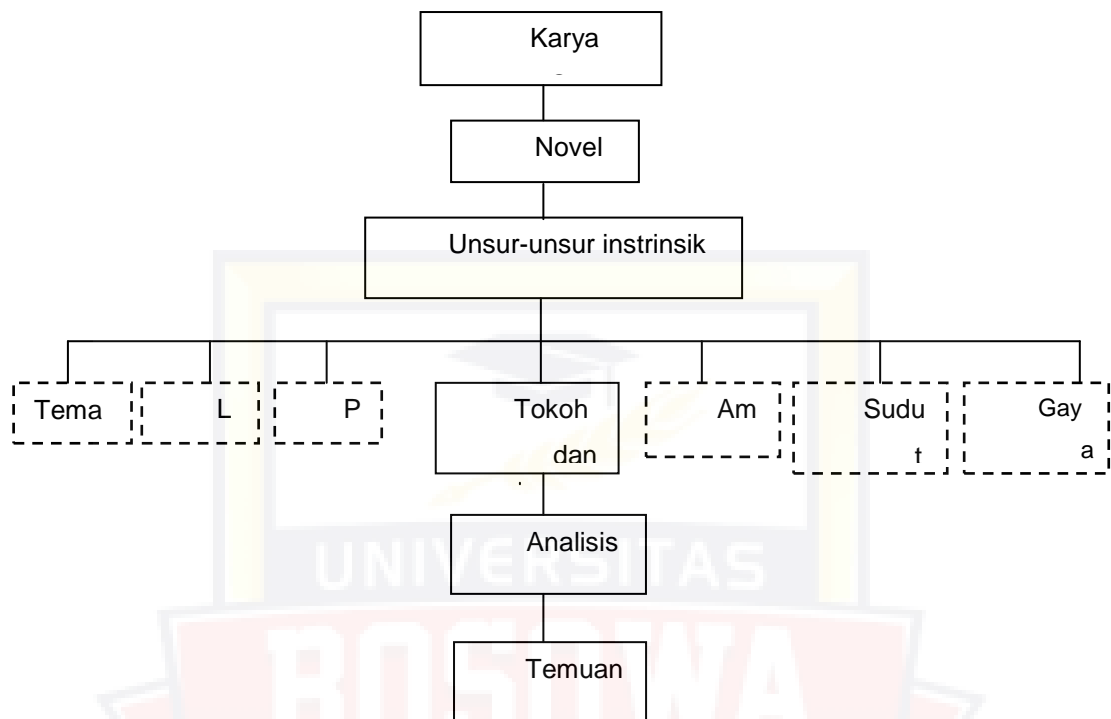 Karya
Novel
Unsur-unsur instrinsik
Tema
L
P
Tokoh
dan
Am
Sudu
t
Gay
a
Analisis
Temuan
UNIVERSITAS
BOSOWA